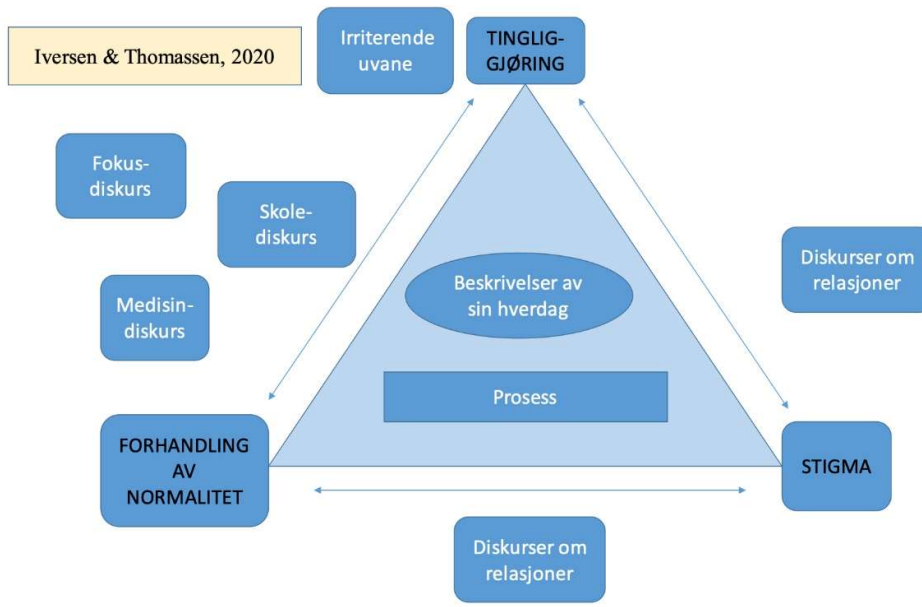 Iversen & Thomassen, 2020
Irriterende
uvane
TINGLIG-
GJØRING
Fokus-
diskurs
Skole-
diskurs
Medisin-
diskurs
Diskurser om
relasjoner
Beskrivelser av
sin hverdag
Prosess
FORHANDLING
AV
NORMALITET
STIGMA
Diskurser om
relasjoner